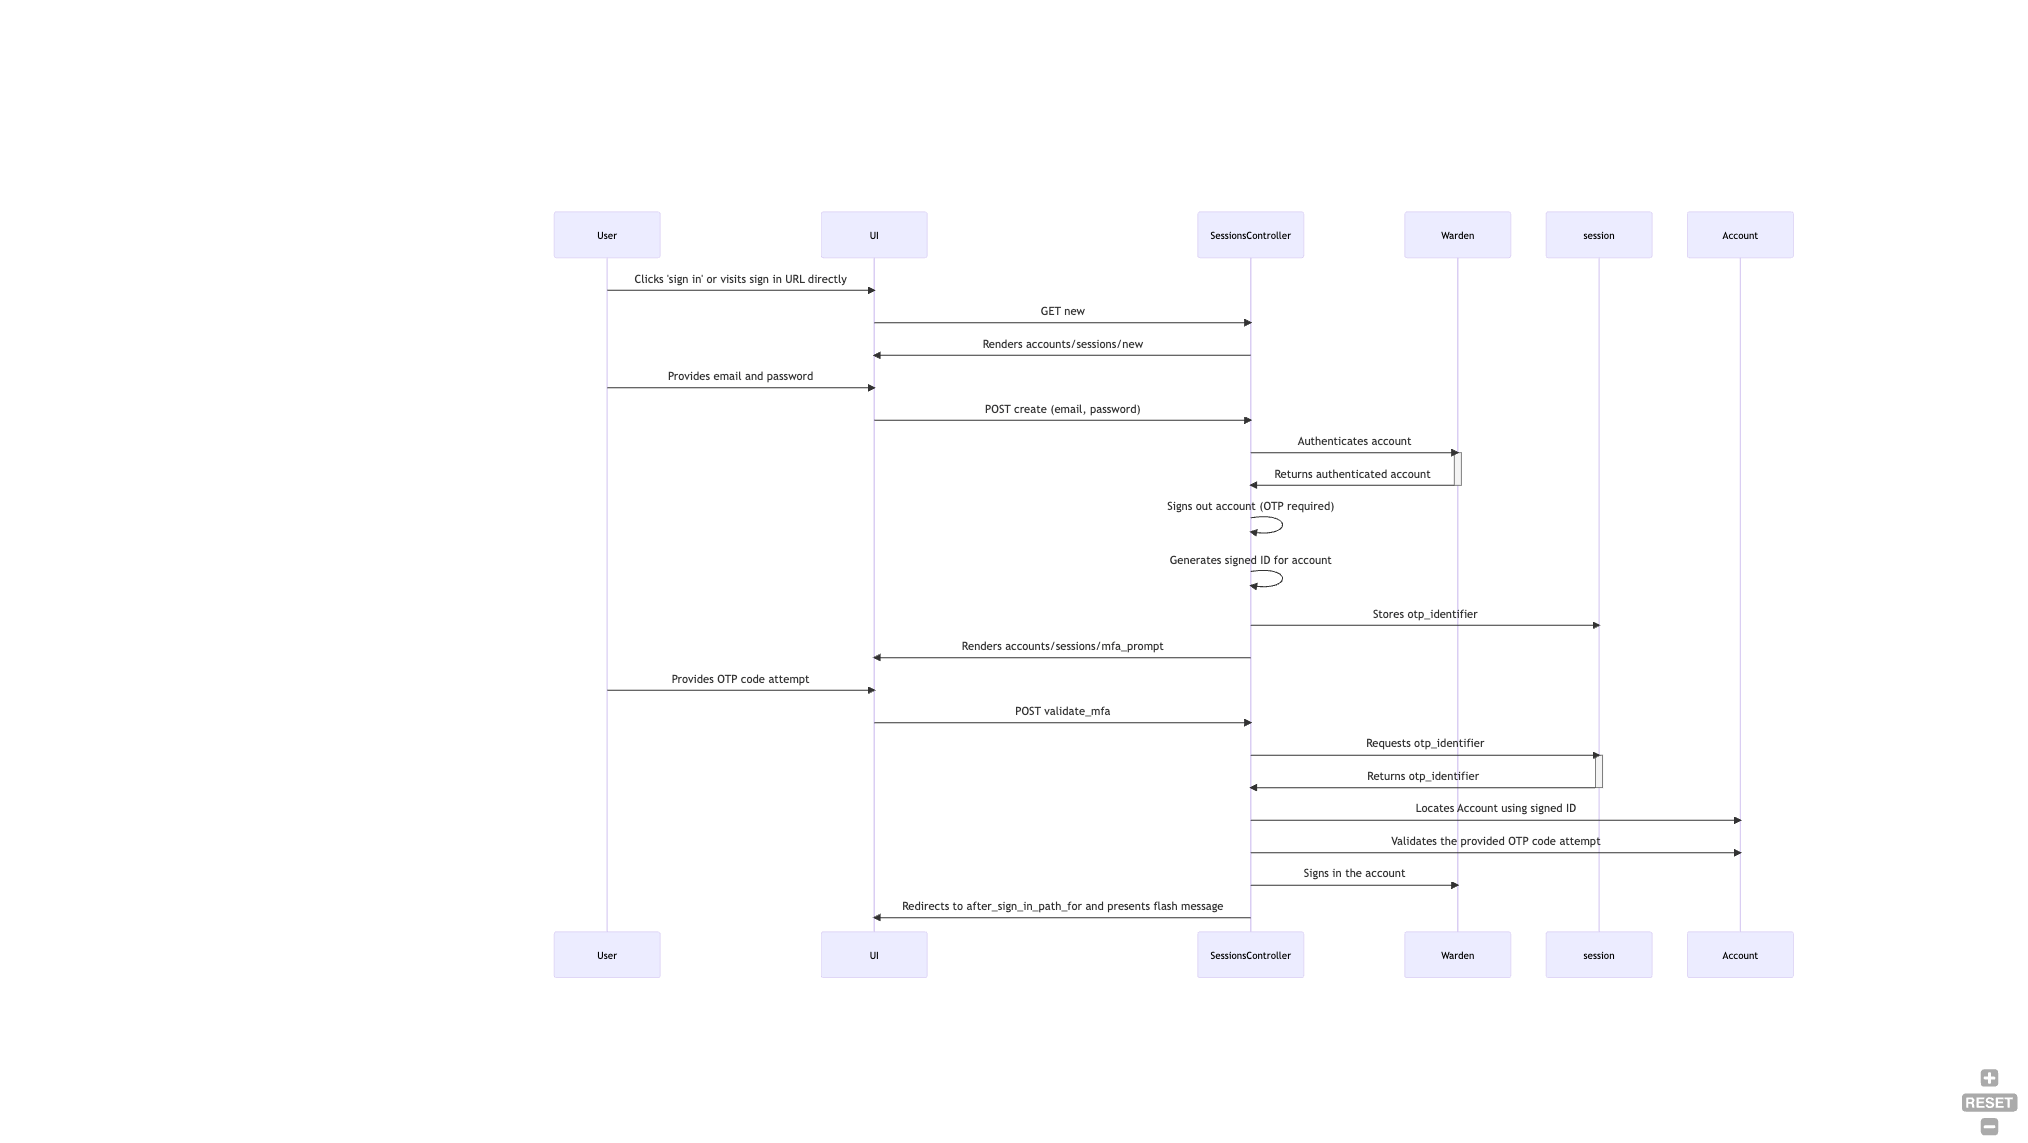 User
UI
SessionsController
Warden
session
Account
Clicks 'sign in' or visits sign in URL directly
GET new
Renders accounts/sessions/new
Provides email and password
POST create (email, password)
Authenticates account
Returns authenticated account
Signs out account (OTP required)
Generates signed ID for account
Stores otp_identifier
Renders accounts/sessions/mfa_prompt
Provides OTP code attempt
POST validate_mfa
Requests otp_identifier
Returns otp_identifier
Locates Account using signed ID
Validates the provided OTP code attempt
Signs in the account
Redirects to after_sign_in_path_for and presents flash message
User
UI
SessionsController
Warden
session
Account
RESET